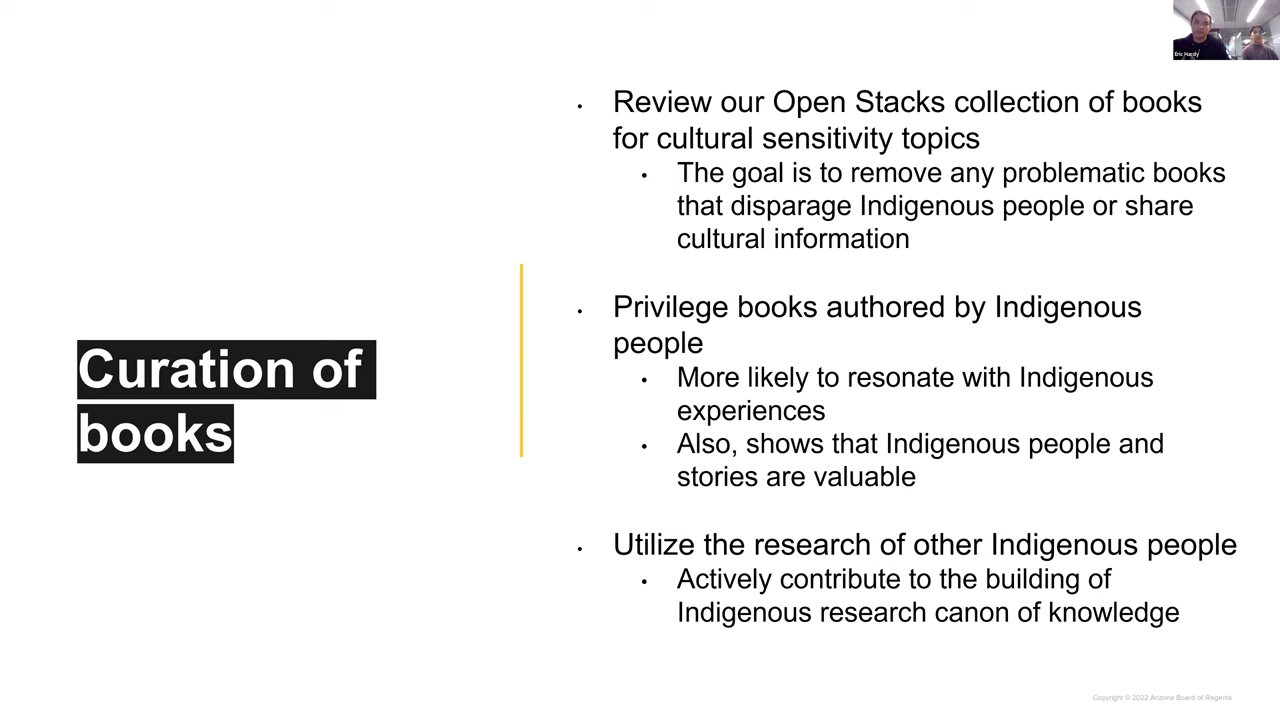 Eric Hardy
Curation of
books
• Review our Open Stacks collection of books
for cultural sensitivity topics
• The goal is to remove any problematic books
that disparage Indigenous people or share
cultural information
• Privilege books authored by Indigenous
people
• More likely to resonate with Indigenous
experiences
• Also, shows that Indigenous people and
stories are valuable
• Utilize the research of other Indigenous people
• Actively contribute to the building of
Indigenous research canon of knowledge
Copyright © 2022 Arizona Board of Regents